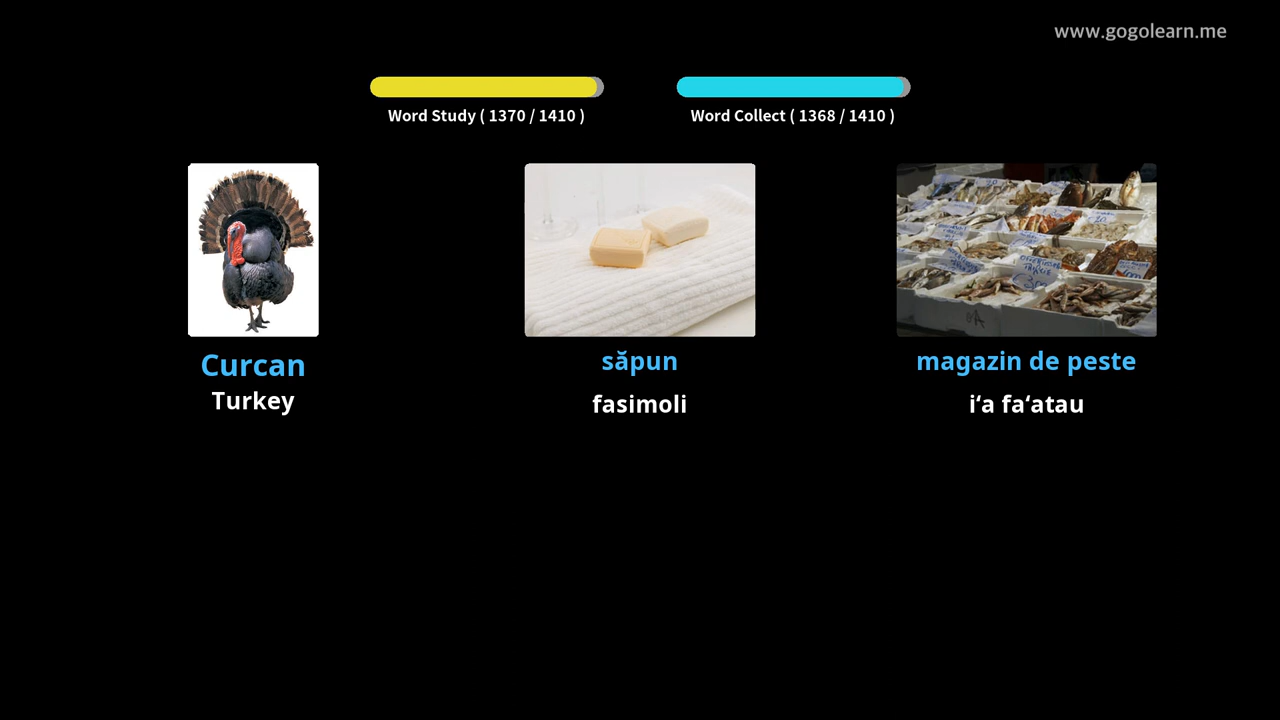 www.gogolearn.me
Word Study ( 1370 / 1410 )
Word Collect ( 1368 / 1410 )
Curcan
Turkey
săpun
fasimoli
magazin de peste
i‘a fa‘atau